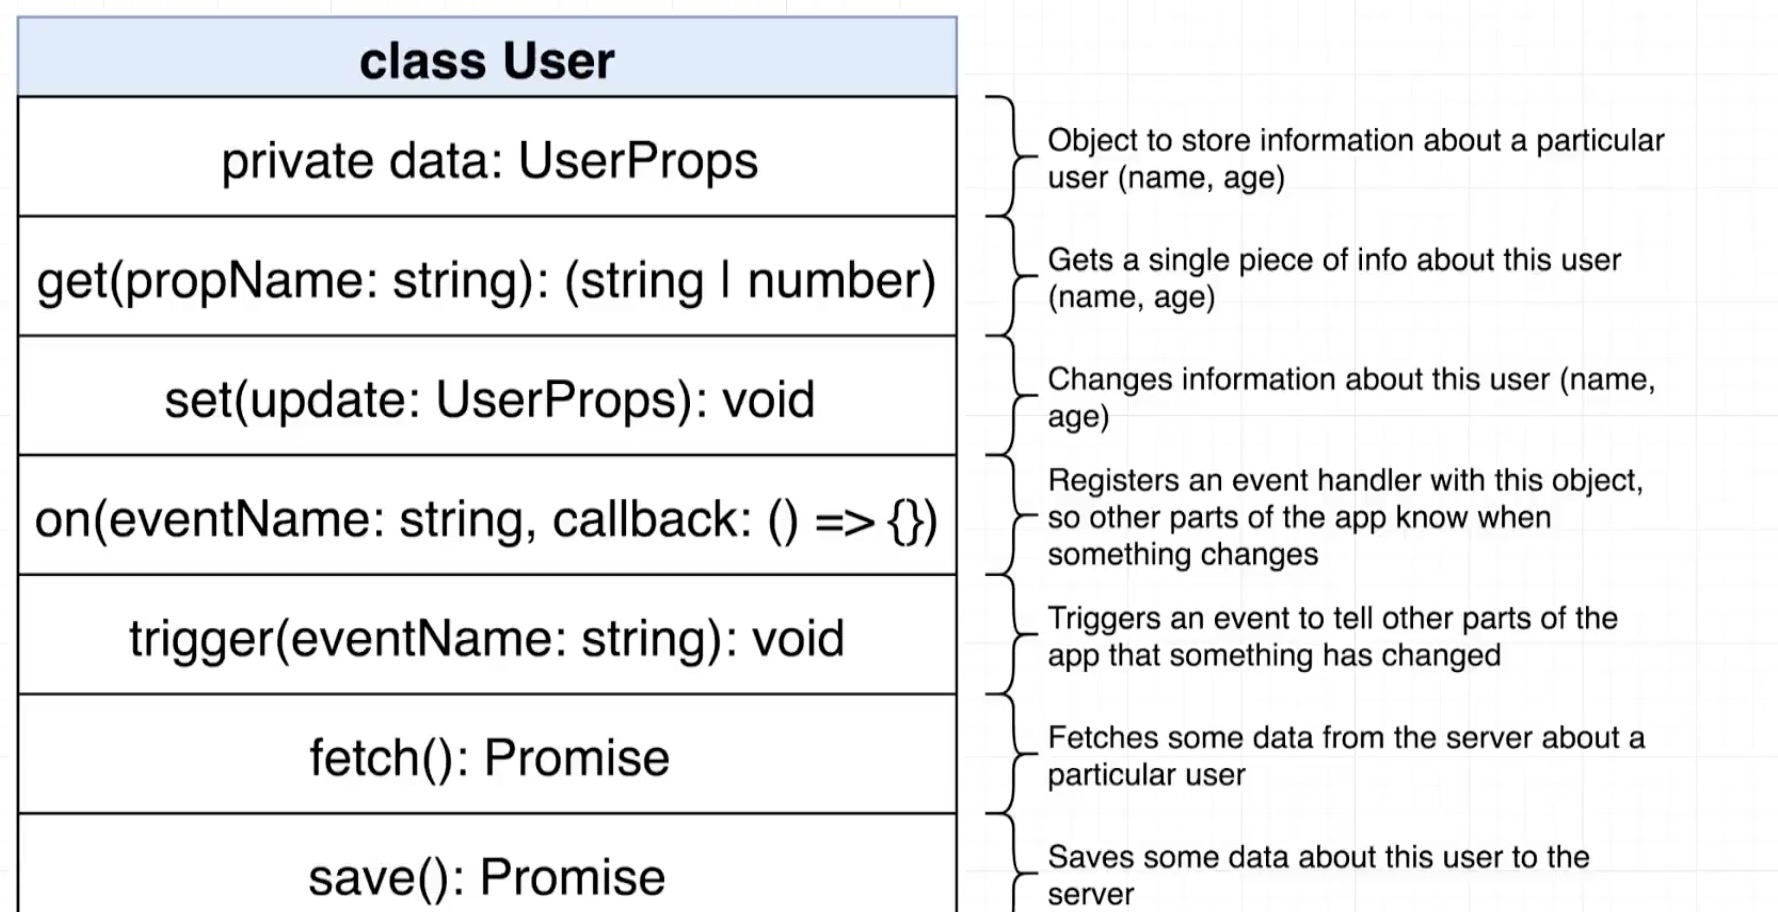 class User
private data: UserProps
Object to store information about a particular
user (name, age)
get(propName: string): (string | number)
Gets a single piece of info about this user
(name, age)
set(update: UserProps): void
Changes information about this user (name,
age)
on(eventName: string, callback: () => {})
Registers an event handler with this object,
so other parts of the app know when
something changes
trigger(eventName: string): void
Triggers an event to tell other parts of the
app that something has changed
fetch(): Promise
Fetches some data from the server about a
particular user
save(): Promise
Saves some data about this user to the
server